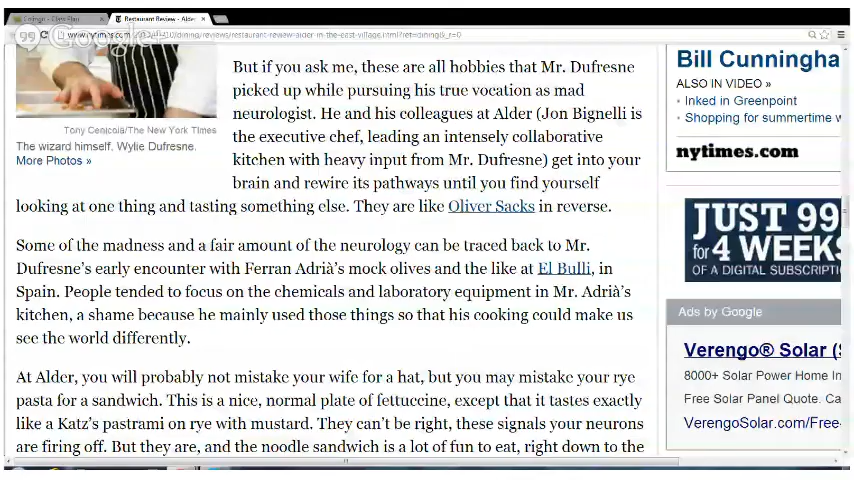 Restaurant Review - Alder
Google+
www.nytimes.com
But if you ask me, these are all hobbies that Mr. Dufresne
picked up while pursuing his true vocation as mad
neurologist. He and his colleagues at Alder (Jon Bignelli is
the executive chef, leading an intensely collaborative
kitchen with heavy input from Mr. Dufresne) get into your
brain and rewire its pathways until you find yourself
looking at one thing and tasting something else. They are like Oliver Sacks in reverse.
Tony Cenicola/The New York Times
The wizard himself, Wylie Dufresne.
More Photos »
Some of the madness and a fair amount of the neurology can be traced back to Mr.
Dufresne's early encounter with Ferran Adrià's mock olives and the like at El Bulli, in
Spain. People tended to focus on the chemicals and laboratory equipment in Mr. Adrià's
kitchen, a shame because he mainly used those things so that his cooking could make us
see the world differently.
At Alder, you will probably not mistake your wife for a hat, but you may mistake your rye
pasta for a sandwich. This is a nice, normal plate of fettuccine, except that it tastes exactly
like a Katz's pastrami on rye with mustard. They can't be right, these signals your neurons
are firing off. But they are, and the noodle sandwich is a lot of fun to eat, right down to the
Bill Cunningha
ALSO IN VIDEO »
• Inked in Greenpoint
• Shopping for summertime w
nytimes.com
JUST 99
for 4 WEEKS
OF A DIGITAL SUBSCRIPTI
Ads by Google
Verengo® Solar (S
8000+ Solar Power Home In
Free Solar Panel Quote. Ca
VerengoSolar.com/Free-